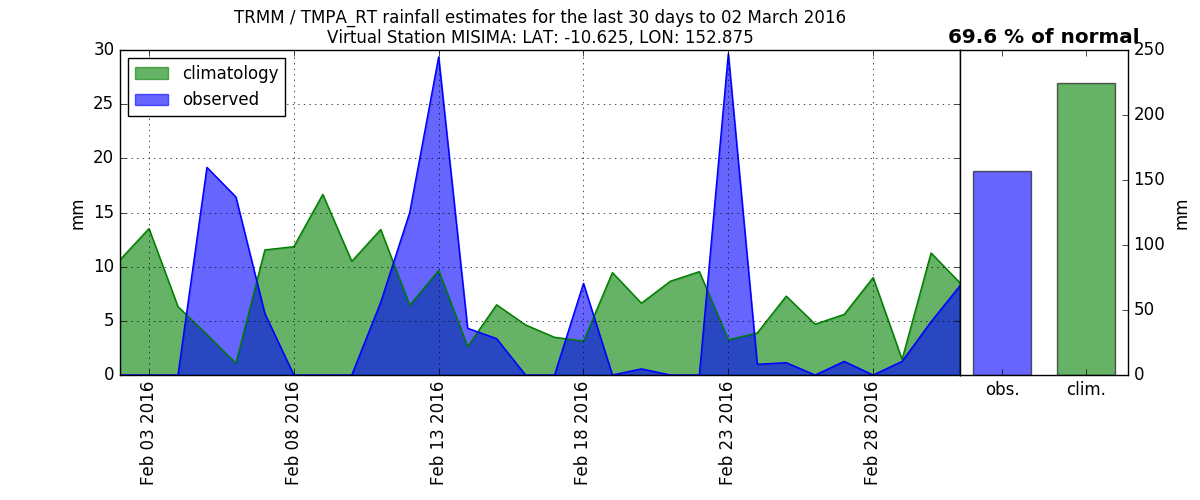 TRMM / TMPA_RT rainfall estimates for the last 30 days to 02 March 2016
Virtual Station MISIMA: LAT: -10.625, LON: 152.875
69.6 % of normal
climatology
observed
30
25
20
15
10
5
0
mm
Feb 03 2016
Feb 08 2016
Feb 13 2016
Feb 18 2016
Feb 23 2016
Feb 28 2016
250
200
150
100
50
0
mm
obs.
clim.